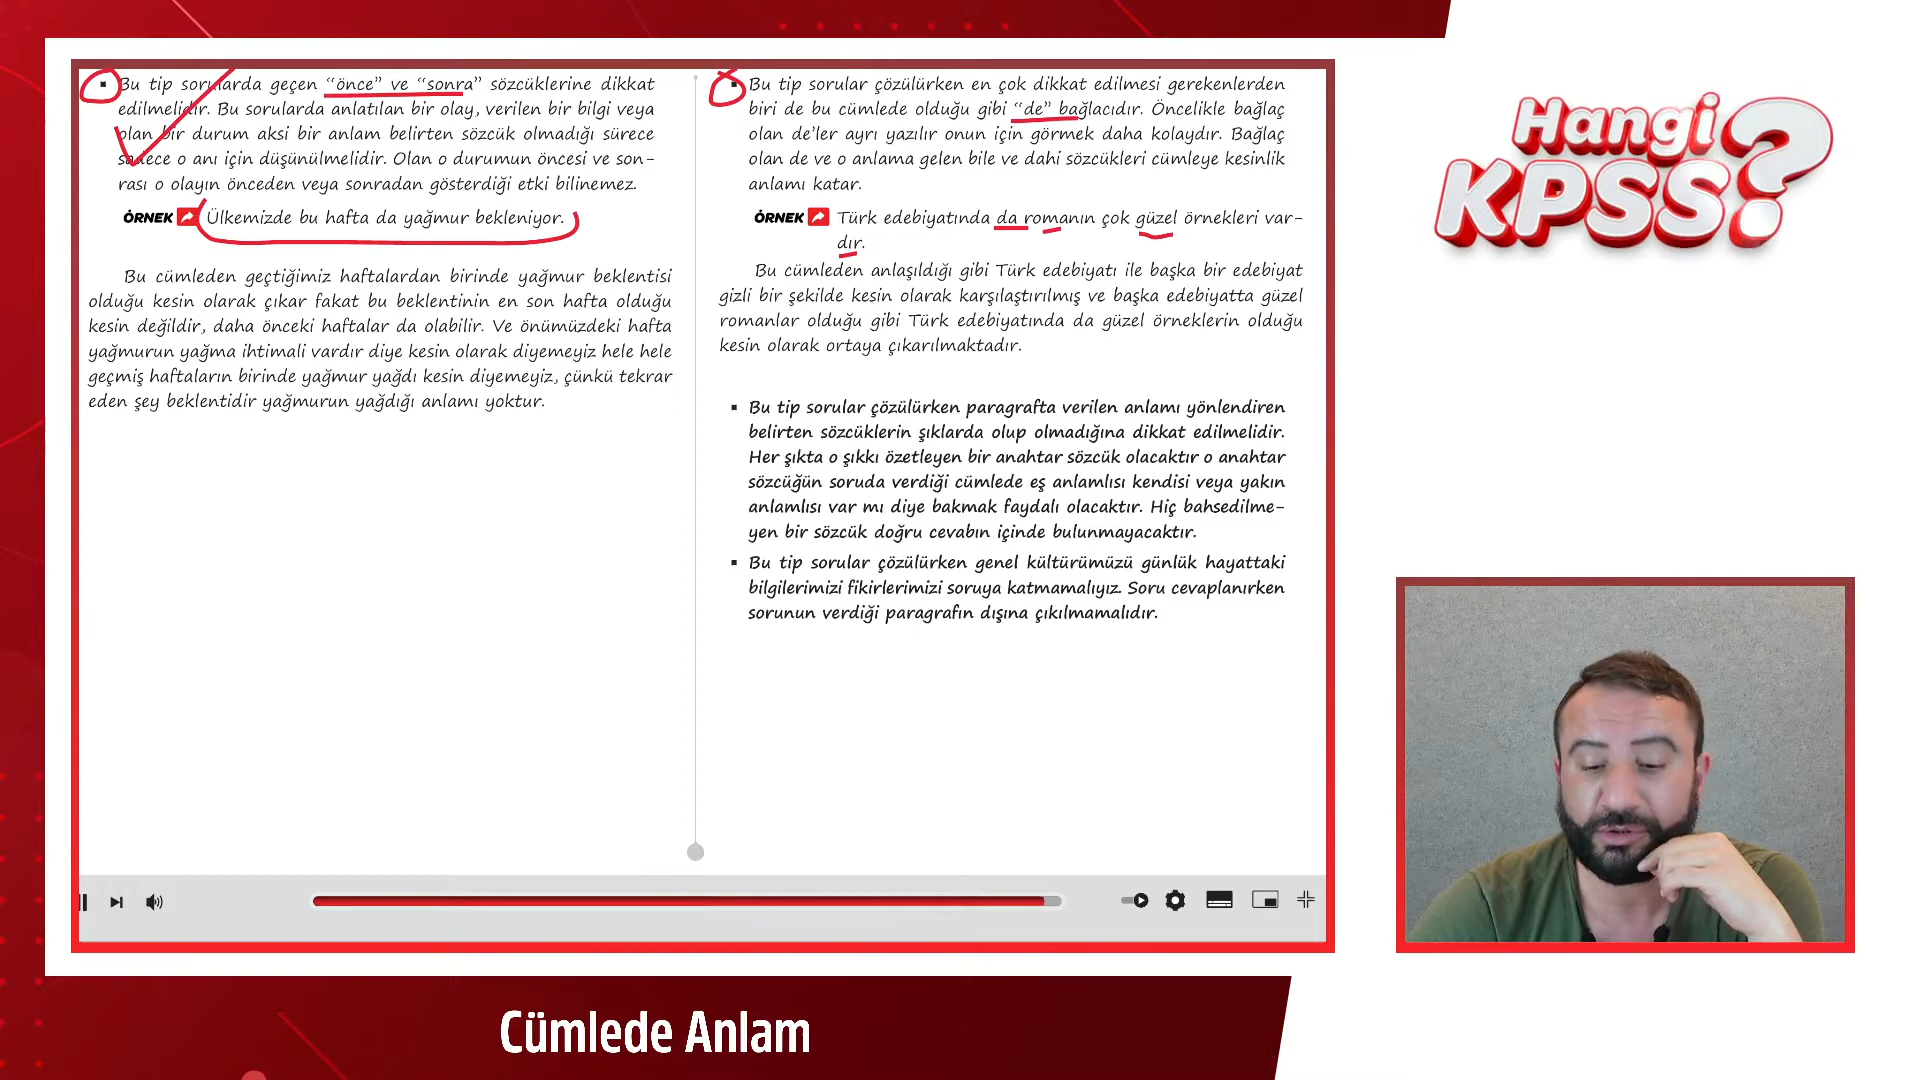 ▪ Bu tip sorularda geçen “önce” ve “sonra” sözcüklerine dikkat
edilmelidir. Bu sorularda anlatılan bir olay, verilen bir bilgi veya
olan bir durum aksi bir anlam belirten sözcük olmadığı sürece
sadece o anı için düşünülmelidir. Olan o durumun öncesi ve son-
rası o olayın önceden veya sonradan gösterdiği etki bilinemez.
ÖRNEK Ülkemizde bu hafta da yağmur bekleniyor.
Bu cümleden geçtiğimiz haftalardan birinde yağmur beklentisi
olduğu kesin olarak çıkar fakat bu beklentinin en son hafta olduğu
kesin değildir, daha önceki haftalar da olabilir. Ve önümüzdeki hafta
yağmurun yağma ihtimali vardır diye kesin olarak diyemeyiz hele hele
geçmiş haftaların birinde yağmur yağdı kesin diyemeyiz, çünkü tekrar
eden şey beklentidir yağmurun yağdığı anlamı yoktur.
▪ Bu tip sorular çözülürken en çok dikkat edilmesi gerekenlerden
biri de bu cümlede olduğu gibi “de” bağlacıdır. Öncelikle bağlaç
olan de’ler ayrı yazılır onun için görmek daha kolaydır. Bağlaç
olan de ve o anlama gelen bile ve dahi sözcükleri cümleye kesinlik
anlamı katar.
ÖRNEK Türk edebiyatında da romanın çok güzel örnekleri var-
dır.
Bu cümleden anlaşıldığı gibi Türk edebiyatı ile başka bir edebiyat
gizli bir şekilde kesin olarak karşılaştırılmış ve başka edebiyatta güzel
romanlar olduğu gibi Türk edebiyatında da güzel örneklerin olduğu
kesin olarak ortaya çıkarılmaktadır.
▪ Bu tip sorular çözülürken paragrafta verilen anlamı yönlendiren
belirten sözcüklerin şıklarda olup olmadığına dikkat edilmelidir.
Her şıkta o şıkkı özetleyen bir anahtar sözcük olacaktır o anahtar
sözcüğün soruda verdiği cümlede eş anlamlısı kendisi veya yakın
anlamlısı var mı diye bakmak faydalı olacaktır. Hiç bahsedilme-
yen bir sözcük doğru cevabın içinde bulunmayacaktır.
▪ Bu tip sorular çözülürken genel kültürümüzü günlük hayattaki
bilgilerimizi fikirlerimizi soruya katmamalıyız. Soru cevaplanırken
sorunun verdiği paragrafın dışına çıkılmamalıdır.
Hangi
KPSS?
Cümlede Anlam